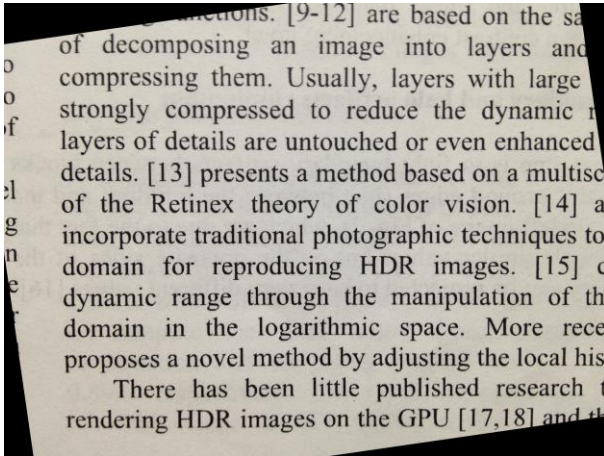 functions. [9-12] are based on the
of decomposing an image into layers and
compressing them. Usually, layers with large
strongly compressed to reduce the dynamic
layers of details are untouched or even enhanced
details. [13] presents a method based on a multisc
of the Retinex theory of color vision. [14] a
incorporate traditional photographic techniques to
domain for reproducing HDR images. [15]
dynamic range through the manipulation of th
domain in the logarithmic space. More rece
proposes a novel method by adjusting the local his
There has been little published research t
rendering HDR images on the GPU [17,18] and